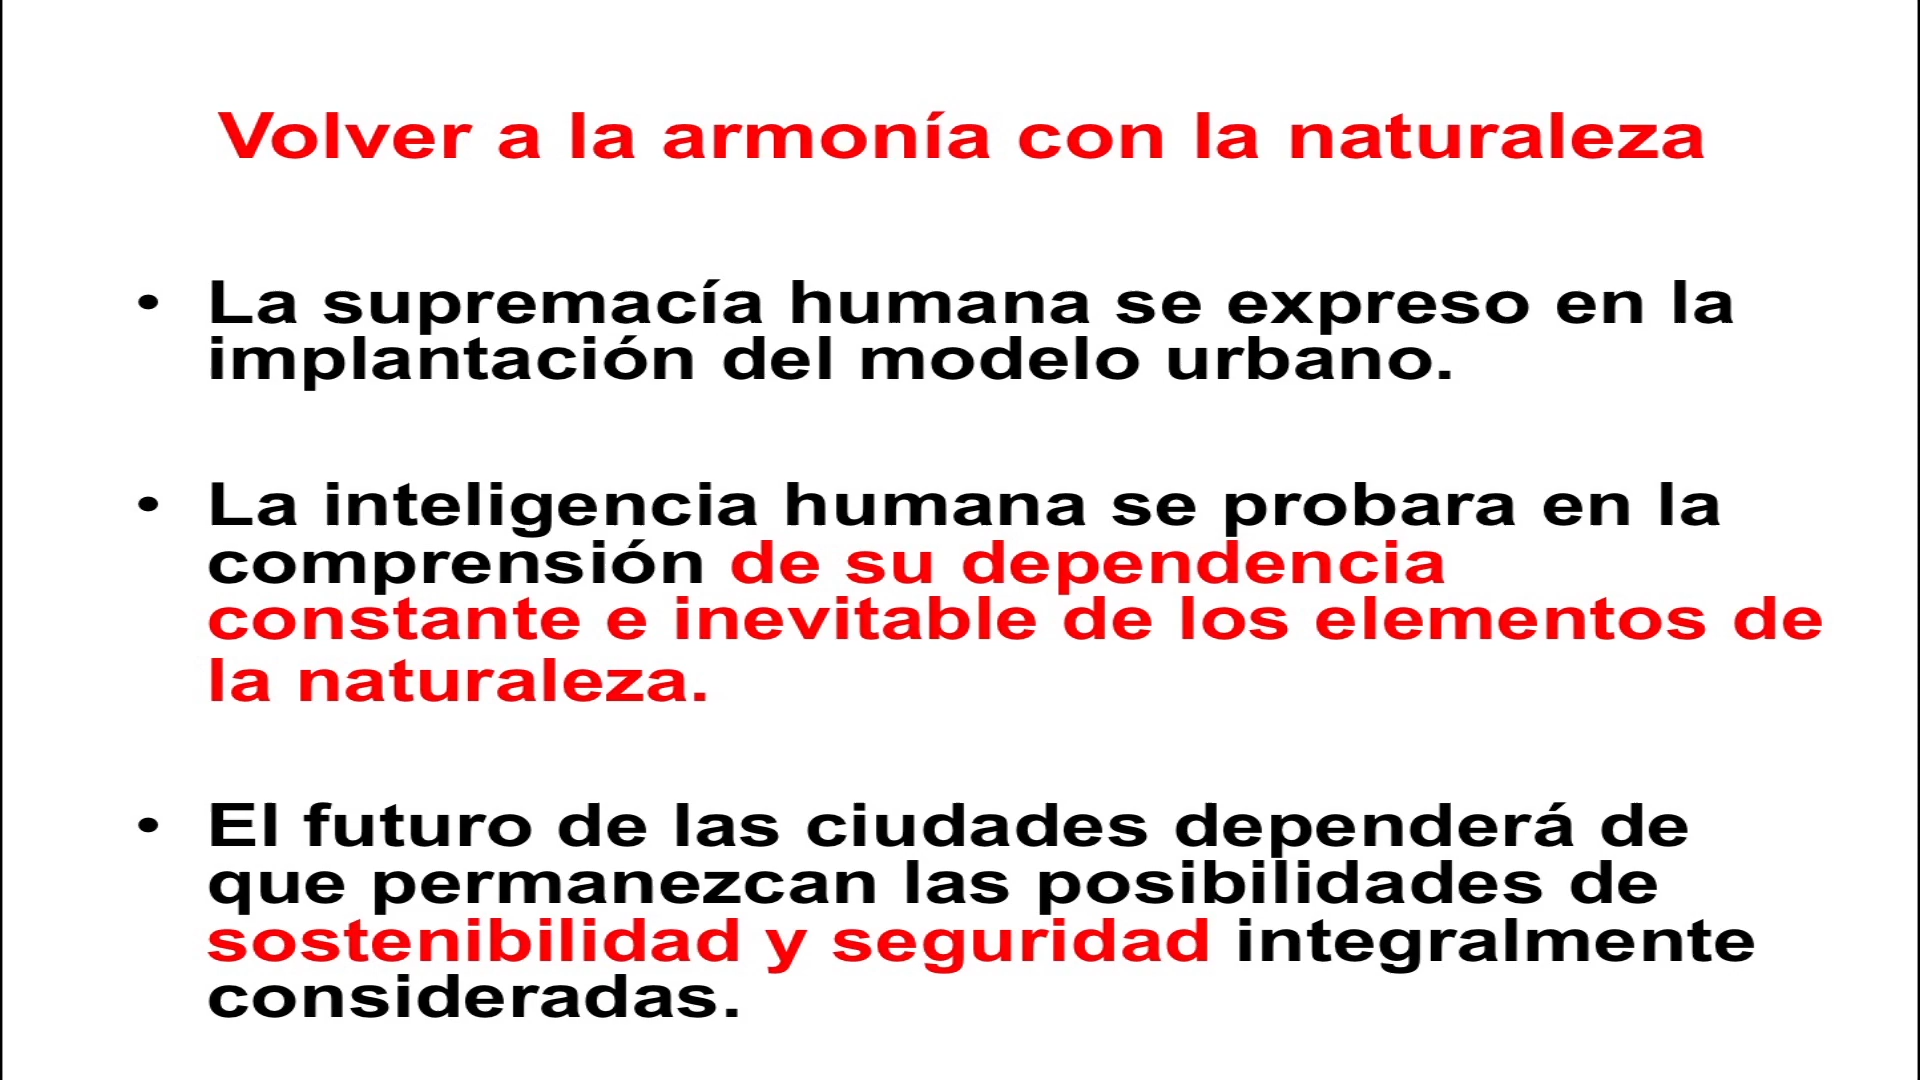 Volver a la armonía con la naturaleza
• La supremacía humana se expreso en la
implantación del modelo urbano.
• La inteligencia humana se probara en la
comprensión de su dependencia
constante e inevitable de los elementos de
la naturaleza.
• El futuro de las ciudades dependerá de
que permanezcan las posibilidades de
sostenibilidad y seguridad integralmente
consideradas.